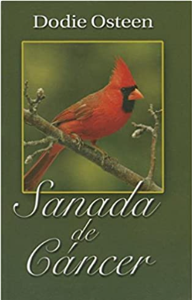 Dodie Osteen
Sanada
de
Cáncer